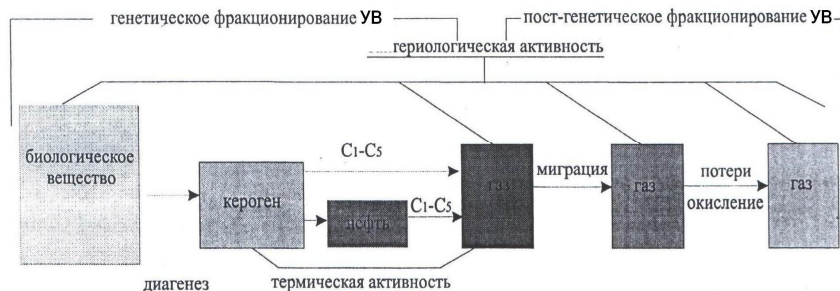 генетическое фракционирование УВ
пост-генетическое фракционирование УВ
гериологическая активность
биологическое
вещество
кероген
C1-C5
нефть
C1-C5
газ
миграция
газ
потери
окисление
газ
диагенез
термическая активность